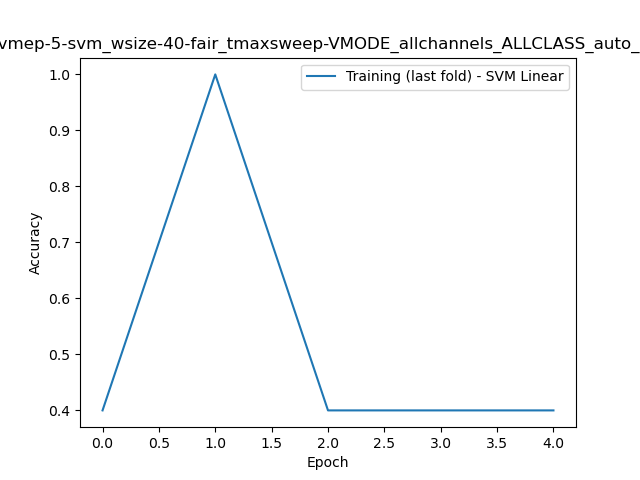 vmep-5-svm_wsize-40-fair_tmaxsweep-VMODE_allchannels_ALLCLASS_auto_
Training (last fold) - SVM Linear
1.0
0.9
0.8
0.7
0.6
0.5
0.4
Accuracy
0.0 0.5 1.0 1.5 2.0 2.5 3.0 3.5 4.0
Epoch